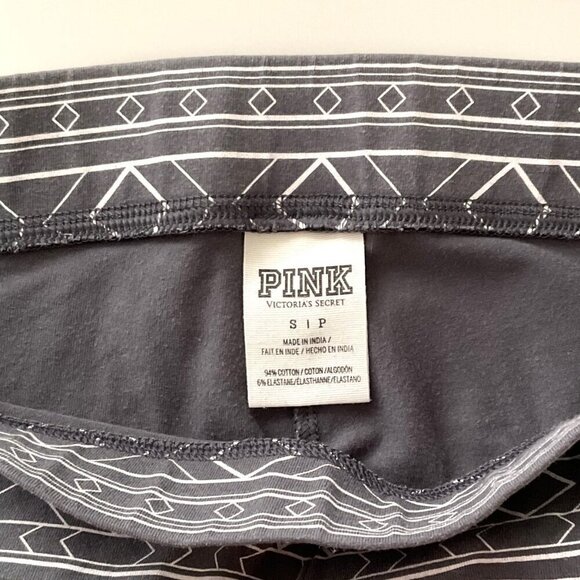 PINK
VICTORIA'S SECRET
S | P
MADE IN INDIA /
FAIT EN INDE / HECHO EN INDIA
94% COTTON / COTON / ALGODÓN
6% ELASTANE/ÉLASTHANNE/ELASTANO